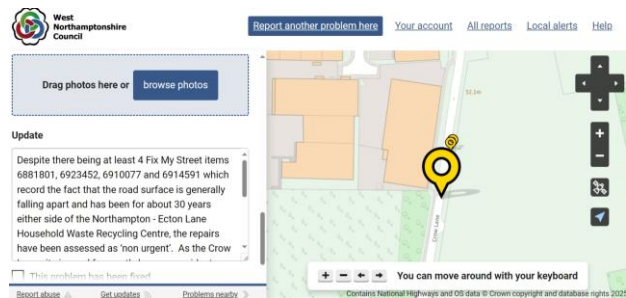 West
Northamptonshire
Council
Report another problem here Your account All reports Local alerts Help
Drag photos here or browse photos
Update
Despite there being at least 4 Fix My Street items
6881801, 6923452, 6910077 and 6914591 which
record the fact that the road surface is generally
falling apart and has been for about 30 years
either side of the Northampton - Ecton Lane
Household Waste Recycling Centre, the repairs
have been assessed as 'non urgent'. As the Crow
This problem has been fixed
Report abuse Get updates Problems nearby
52.1m
Ecton Lane
+ - ← → You can move around with your keyboard
Contains National Highways and OS data © Crown copyright and database rights 2025